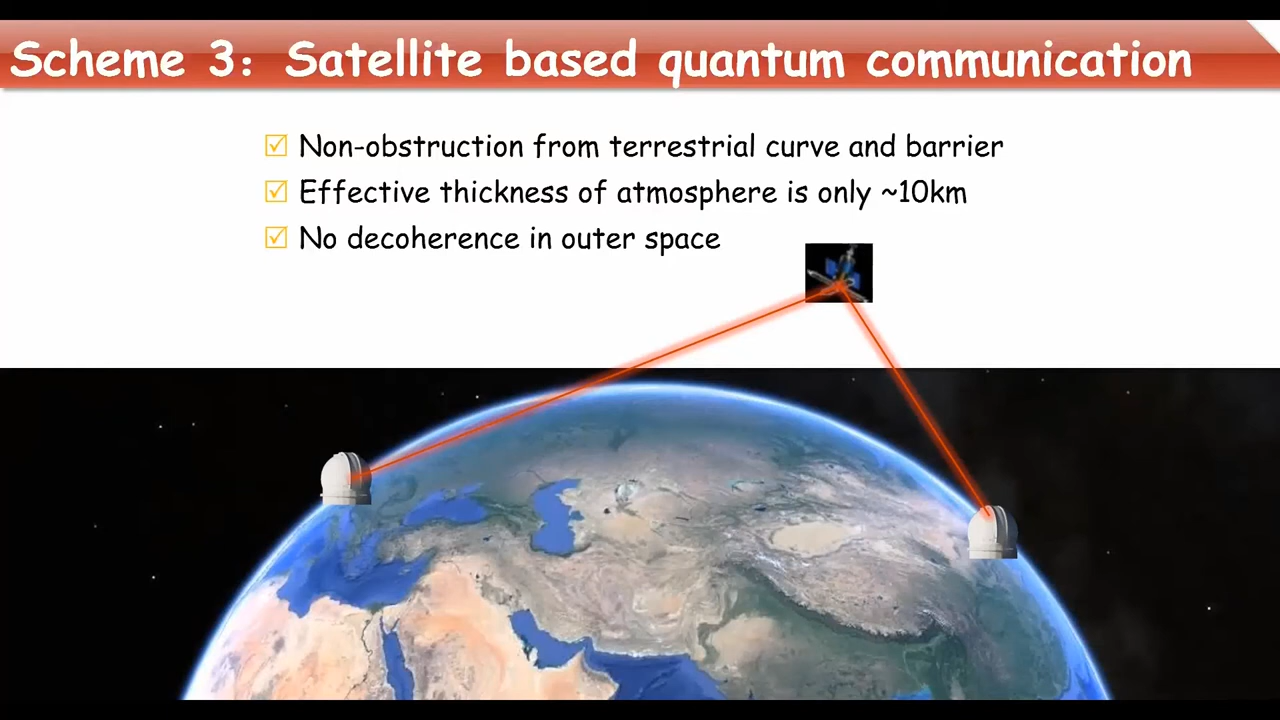 Scheme 3: Satellite based quantum communication
☑ Non-obstruction from terrestrial curve and barrier
☑ Effective thickness of atmosphere is only ~10km
☑ No decoherence in outer space